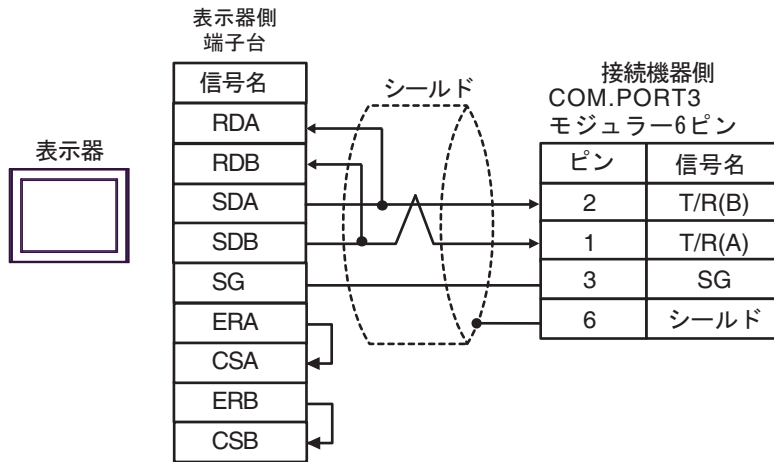 表示器
表示器側
端子台
信号名
RDA
RDB
SDA
SDB
SG
ERA
CSA
ERB
CSB
シールド
接続機器側
COM.PORT3
モジュラー6ピン
ピン 信号名
2 T/R(B)
1 T/R(A)
3 SG
6 シールド